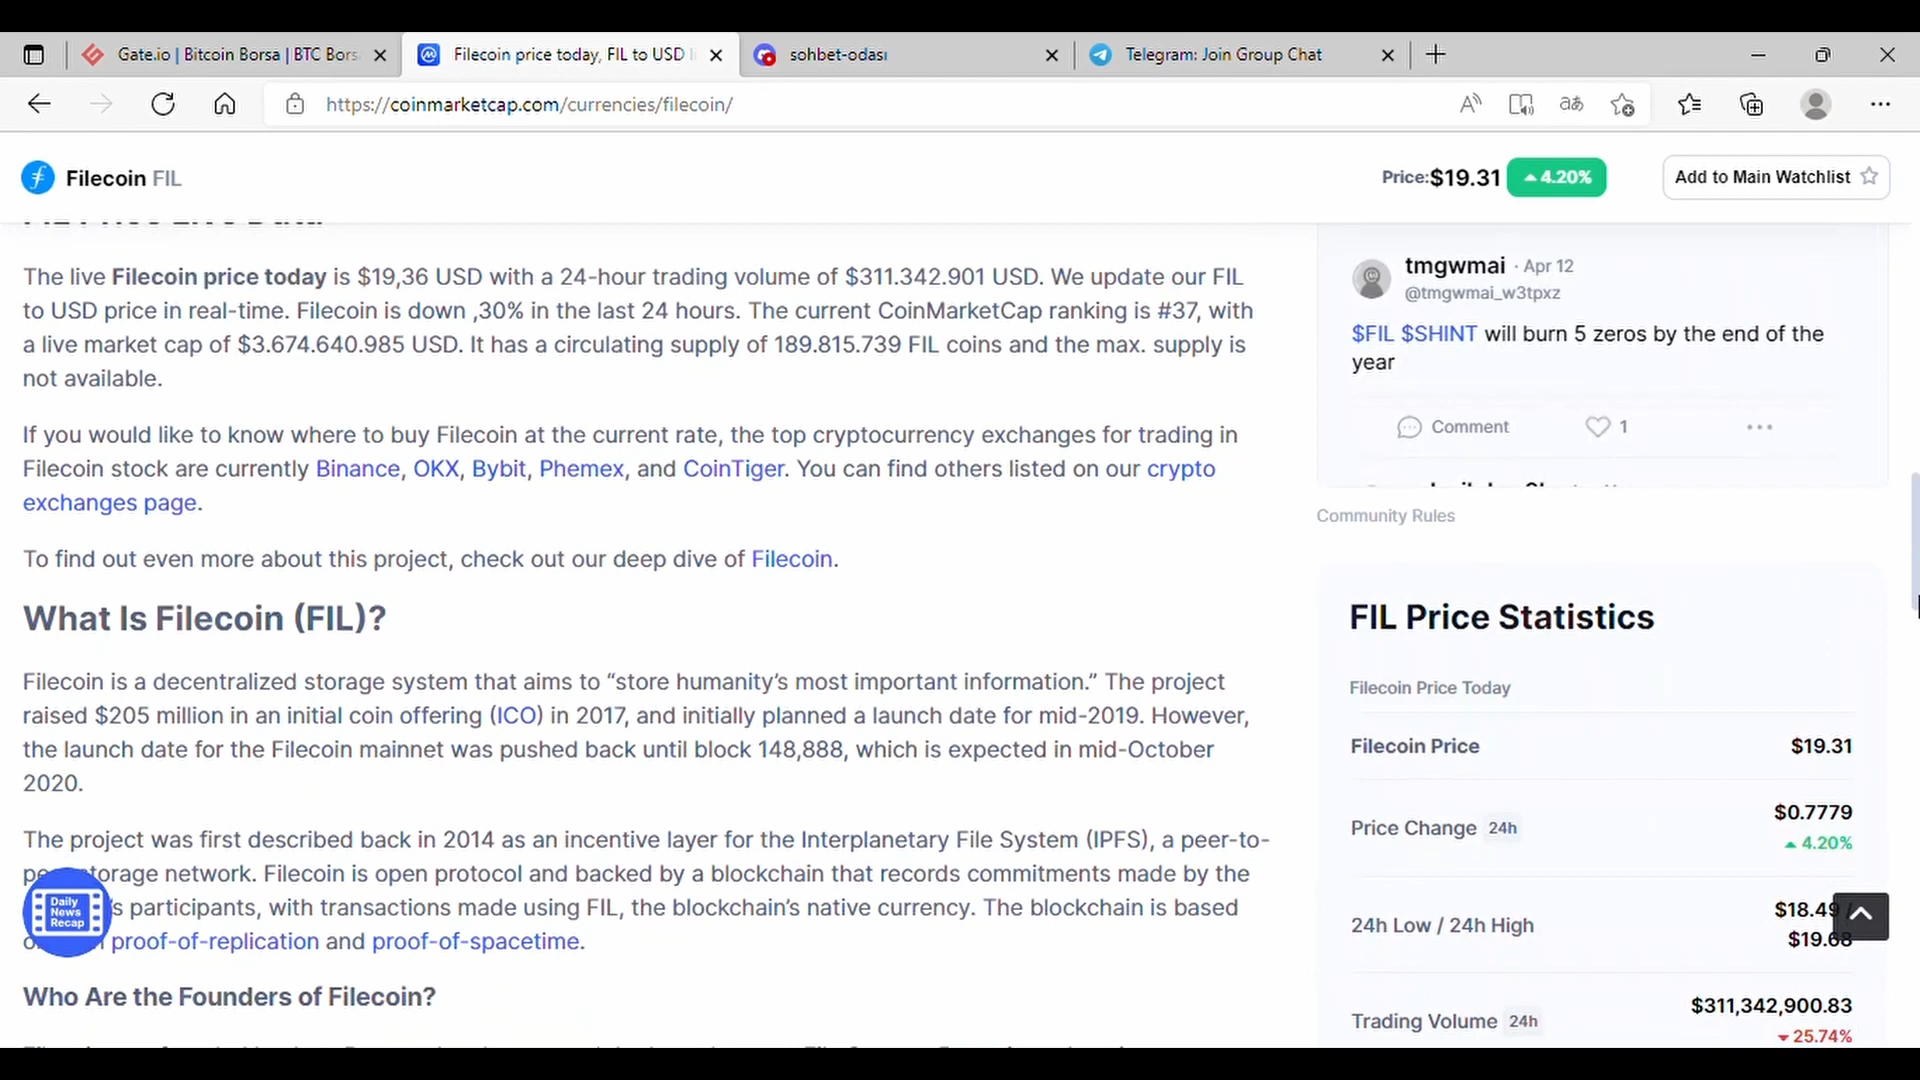 Gate.io | Bitcoin Borsa | BTC Bors
Filecoin price today, FIL to USD
sohbet-odası
Telegram: Join Group Chat
https://coinmarketcap.com/currencies/filecoin/
Filecoin FIL
Price:$19.31
4.20%
Add to Main Watchlist
The live Filecoin price today is $19,36 USD with a 24-hour trading volume of $311.342.901 USD. We update our FIL
to USD price in real-time. Filecoin is down ,30% in the last 24 hours. The current CoinMarketCap ranking is #37, with
a live market cap of $3.674.640.985 USD. It has a circulating supply of 189.815.739 FIL coins and the max. supply is
not available.
If you would like to know where to buy Filecoin at the current rate, the top cryptocurrency exchanges for trading in
Filecoin stock are currently Binance, OKX, Bybit, Phemex, and CoinTiger. You can find others listed on our crypto
exchanges page.
To find out even more about this project, check out our deep dive of Filecoin.
What Is Filecoin (FIL)?
Filecoin is a decentralized storage system that aims to “store humanity’s most important information.” The project
raised $205 million in an initial coin offering (ICO) in 2017, and initially planned a launch date for mid-2019. However,
the launch date for the Filecoin mainnet was pushed back until block 148,888, which is expected in mid-October
2020.
The project was first described back in 2014 as an incentive layer for the Interplanetary File System (IPFS), a peer-to-
storage network. Filecoin is open protocol and backed by a blockchain that records commitments made by the
’s participants, with transactions made using FIL, the blockchain’s native currency. The blockchain is based
proof-of-replication and proof-of-spacetime.
Daily
News
Recap
Who Are the Founders of Filecoin?
tmgwmai · Apr 12
@tmgwmai_w3tpxz
$FIL $SHINT will burn 5 zeros by the end of the
year
Comment
1
Community Rules
FIL Price Statistics
Filecoin Price Today
Filecoin Price
$19.31
Price Change 24h
$0.7779
4.20%
24h Low / 24h High
$18.49 /
$19.68
Trading Volume 24h
$311,342,900.83
25.74%